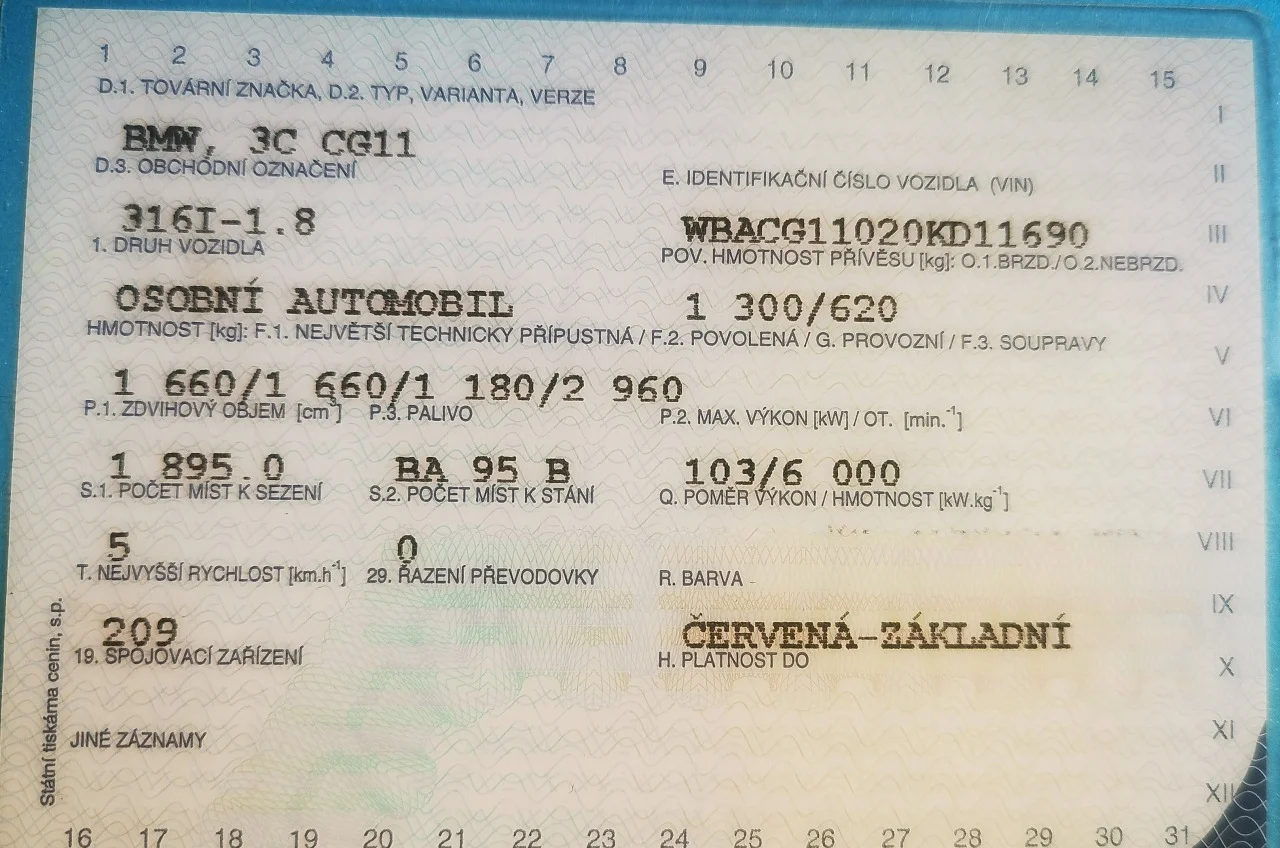 1 2 3 4 5 6 7 8 9 10 11 12 13 14 15
D.1. TOVÁRNÍ ZNAČKA, D.2. TYP, VARIANTA, VERZE
I
BMW, 3C CG11
D.3. OBCHODNÍ OZNAČENÍ E. IDENTIFIKAČNÍ ČÍSLO VOZIDLA (VIN) II
316I-1.8 WBACG11020KD11690 III
1. DRUH VOZIDLA POV. HMOTNOST PŘÍVĚSU [kg]: O.1.BRZD./O.2.NEBRZD.
OSOBNÍ AUTOMOBIL 1 300/620 IV
HMOTNOST [kg]: F.1. NEJVĚTŠÍ TECHNICKY PŘÍPUSTNÁ / F.2. POVOLENÁ / G. PROVOZNÍ / F.3. SOUPRAVY V
1 660/1 660/1 180/2 960
P.1. ZDVIHOVÝ OBJEM [cm³] P.3. PALIVO P.2. MAX. VÝKON [kW] / OT. [min.⁻¹] VI
1 895.0 BA 95 B 103/6 000 VII
S.1. POČET MÍST K SEZENÍ S.2. POČET MÍST K STÁNÍ Q. POMĚR VÝKON / HMOTNOST [kW.kg⁻¹]
5 0 VIII
T. NEJVYŠŠÍ RYCHLOST [km.h⁻¹] 29. ŘAZENÍ PŘEVODOVKY R. BARVA
IX
209 ČERVENÁ-ZÁKLADNÍ
19. SPOJOVACÍ ZAŘÍZENÍ H. PLATNOST DO X
JINÉ ZÁZNAMY XI
XII
Státní tiskárna cenin, s.p.
16 17 18 19 20 21 22 23 24 25 26 27 28 29 30 31